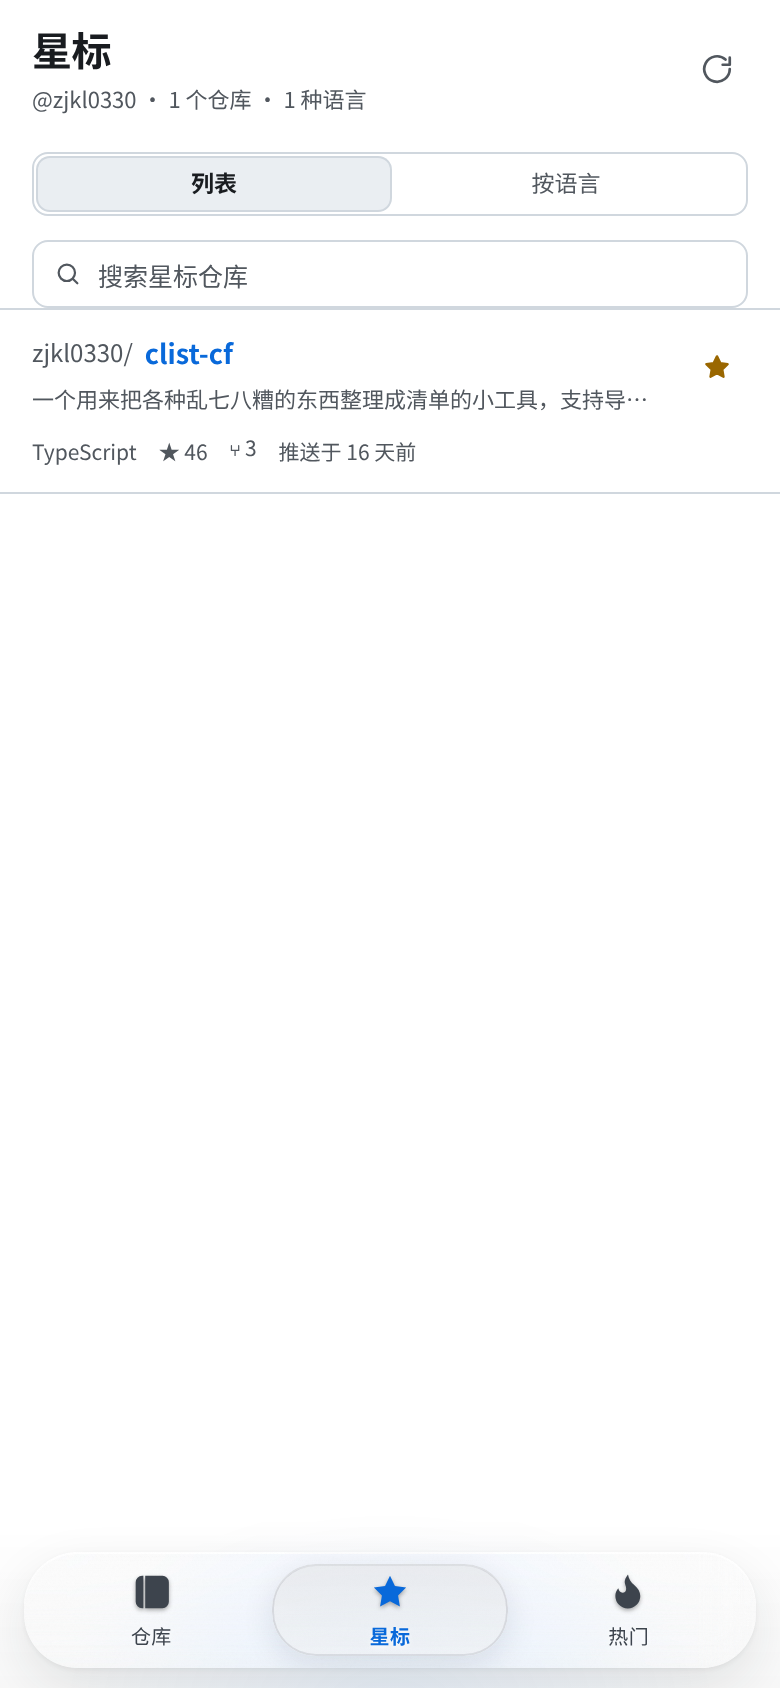 星标
@zjkl0330 • 1 个仓库 • 1 种语言
列表
按语言
搜索星标仓库
zjkl0330/ clist-cf
一个用来把各种乱七八糟的东西整理成清单的小工具，支持导…
TypeScript ★ 46 ⑂ 3 推送于 16 天前
仓库
星标
热门